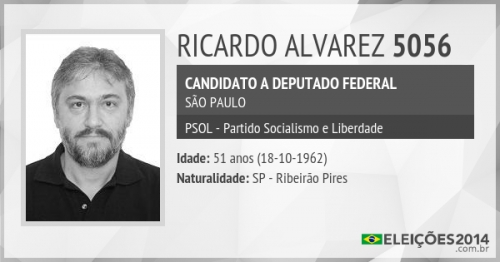 RICARDO ALVAREZ 5056
CANDIDATO A DEPUTADO FEDERAL
SÃO PAULO
PSOL - Partido Socialismo e Liberdade
Idade: 51 anos (18-10-1962)
Naturalidade: SP - Ribeirão Pires
ELEIÇÕES2014
.com.br